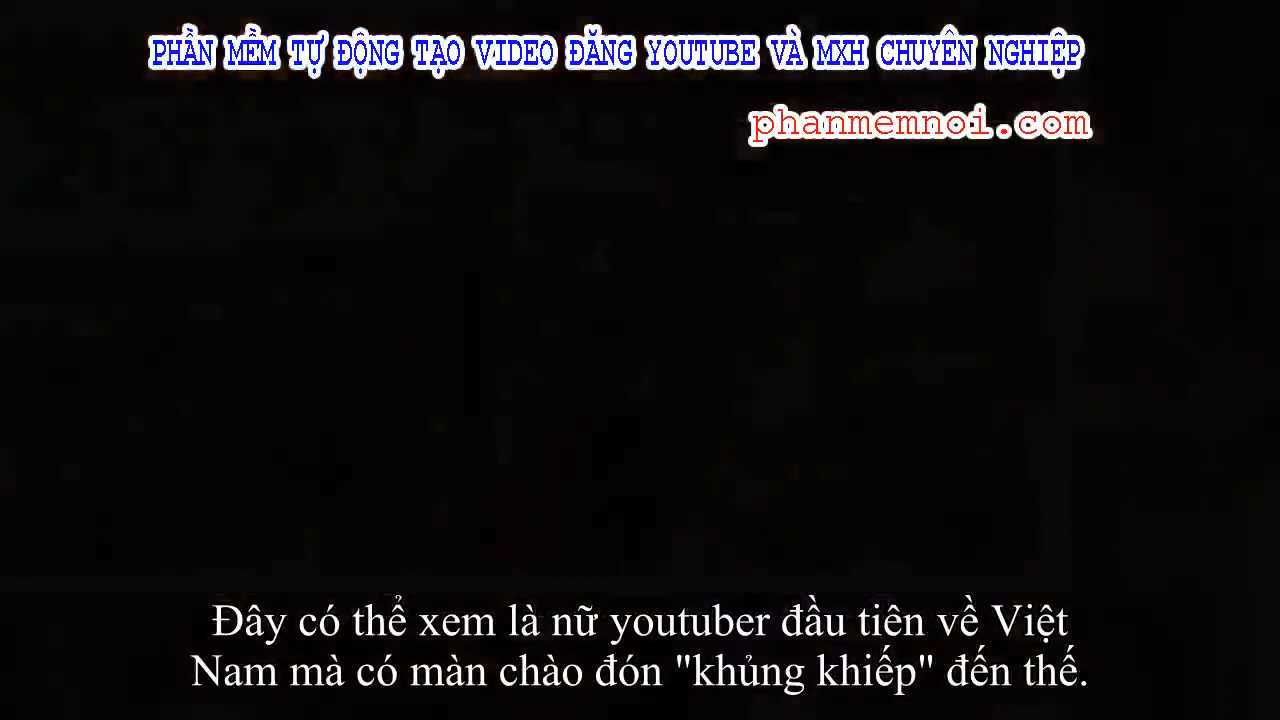 PHẦN MỀM TỰ ĐỘNG TẠO VIDEO ĐĂNG YOUTUBE VÀ MXH CHUYÊN NGHIỆP
phanmemnoi.com
Đây có thể xem là nữ youtuber đầu tiên về Việt
Nam mà có màn chào đón "khủng khiếp" đến thế.